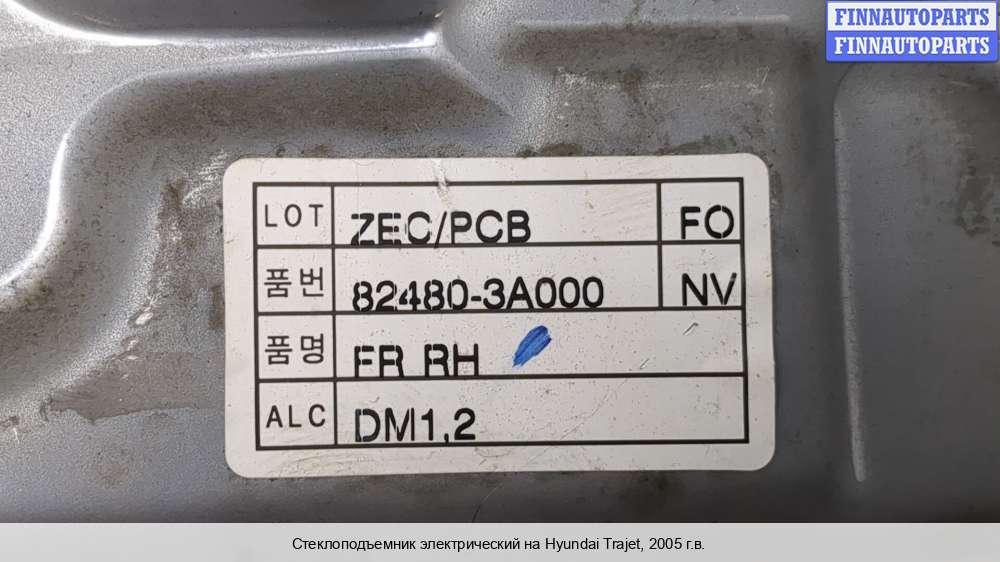 FINNAUTOPARTS
FINNAUTOPARTS
LOT ZEC/PCB FO
품번 82480-3A000 NV
품명 FR RH
ALC DM1,2
Стеклоподъемник электрический на Hyundai Trajet, 2005 г.в.